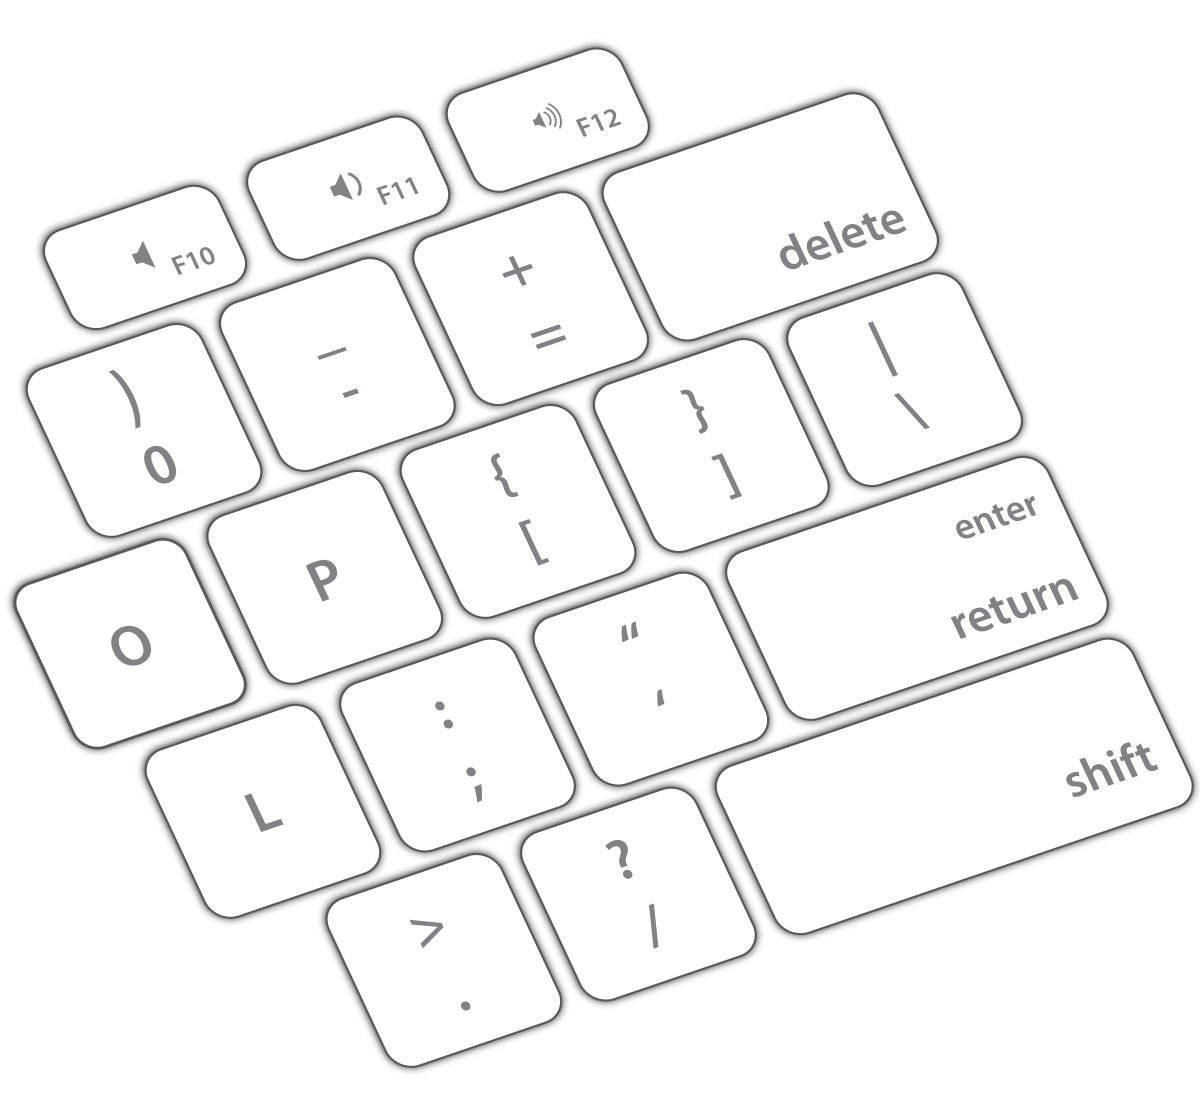 F10
F11
F12
)
0
_
-
+
=
delete
O
P
{
[
}
]
|
\
L
:
;
“
‘
enter
return
>
.
?
/
shift